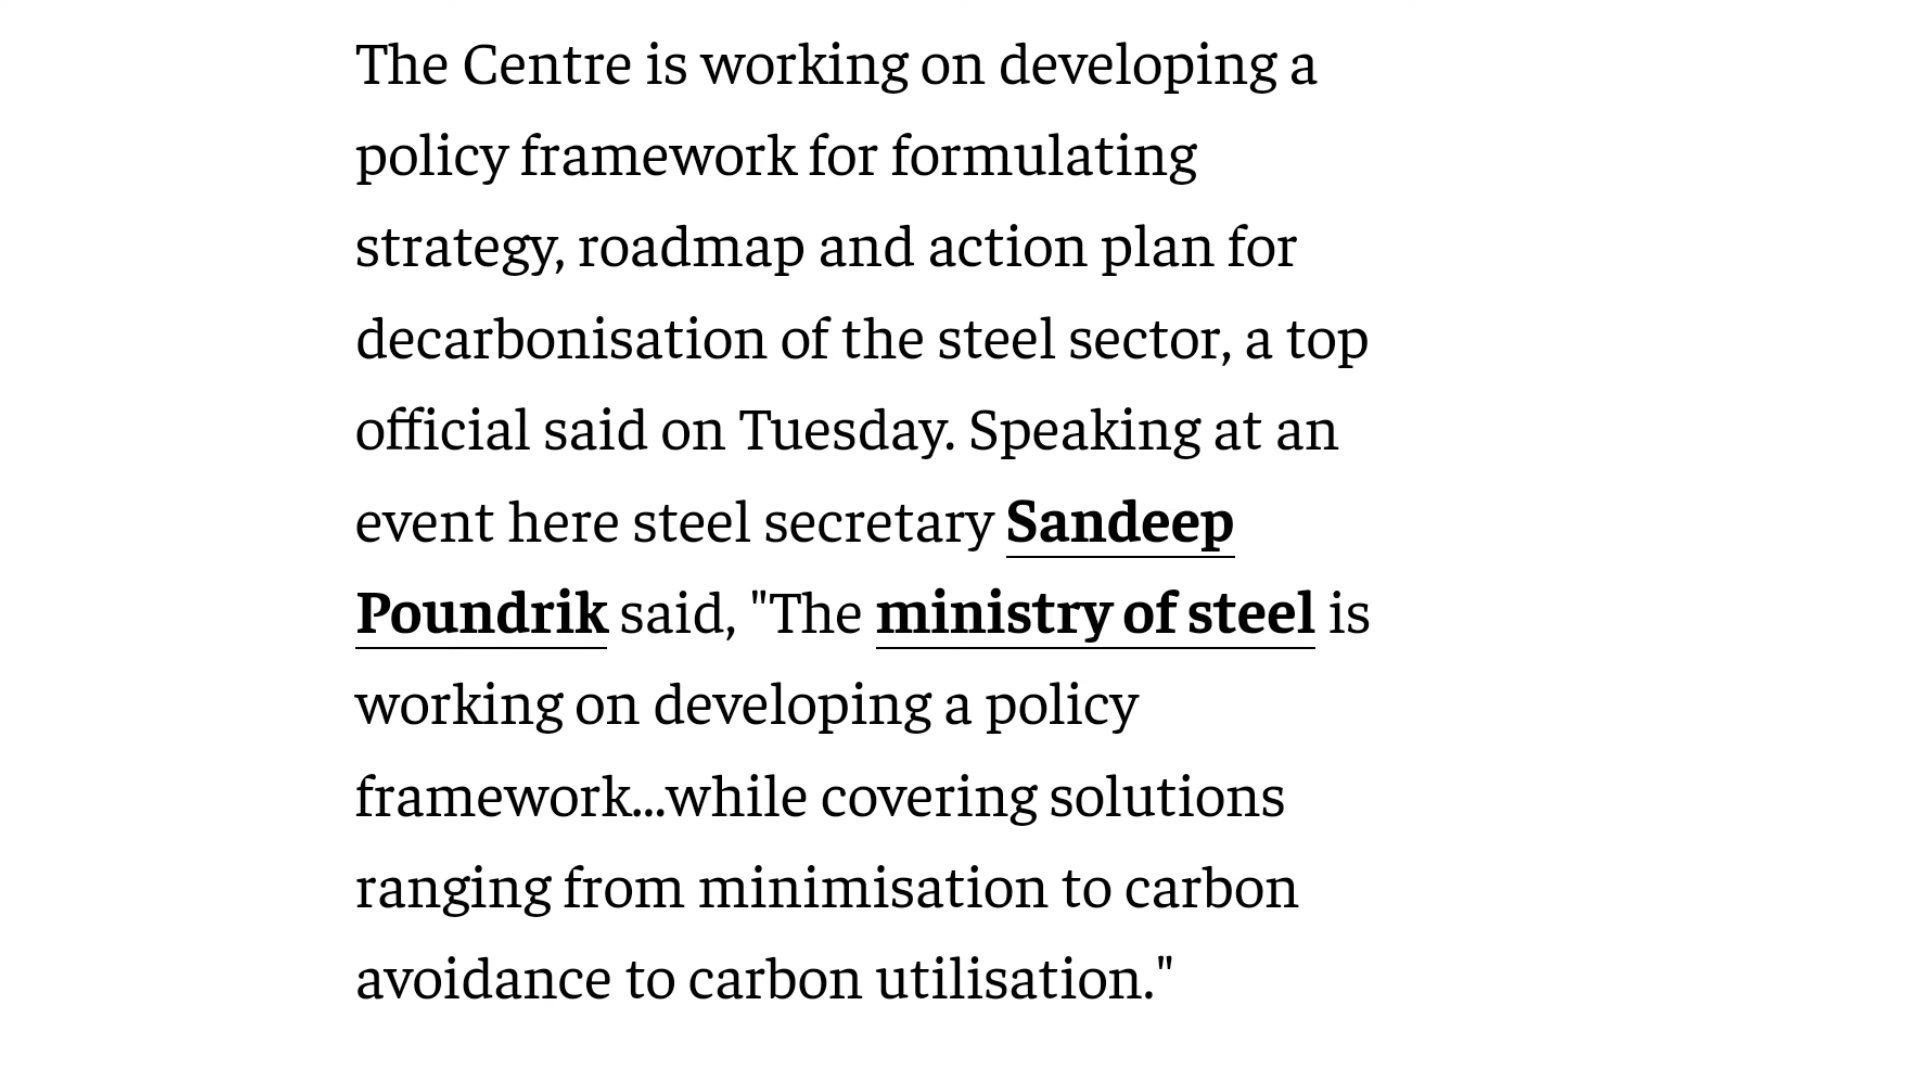 The Centre is working on developing a
policy framework for formulating
strategy, roadmap and action plan for
decarbonisation of the steel sector, a top
official said on Tuesday. Speaking at an
event here steel secretary Sandeep
Poundrik said, "The ministry of steel is
working on developing a policy
framework...while covering solutions
ranging from minimisation to carbon
avoidance to carbon utilisation."